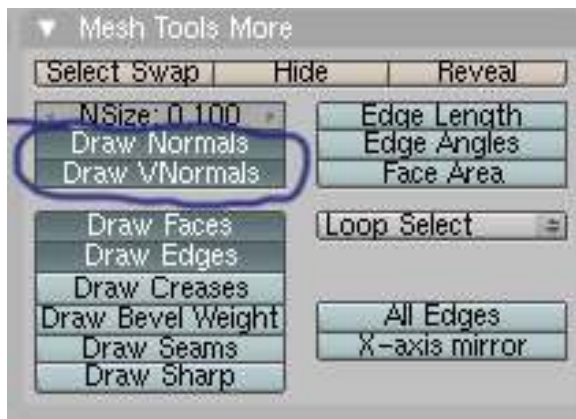 Mesh Tools More
Select Swap Hide Reveal
NSize: 0.100
Draw Normals
Draw VNormals
Edge Length
Edge Angles
Face Area
Draw Faces
Draw Edges
Draw Creases
Draw Bevel Weight
Draw Seams
Draw Sharp
Loop Select
All Edges
X-axis mirror